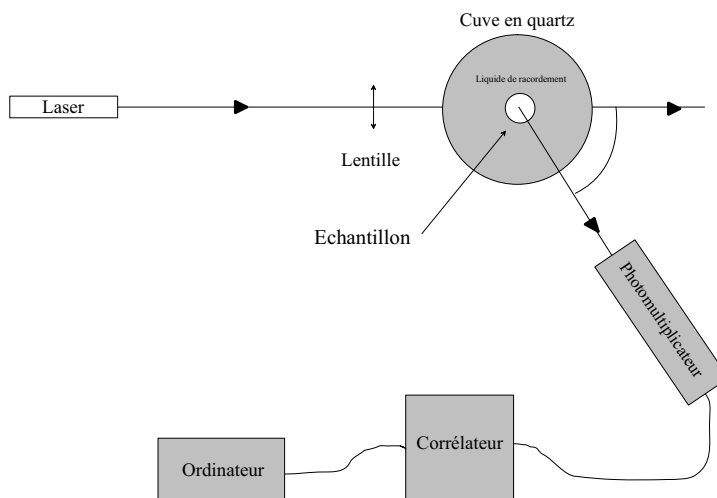 Cuve en quartz
Liquide de racordement
Laser
Lentille
Echantillon
Photomultiplicateur
Corrélateur
Ordinateur